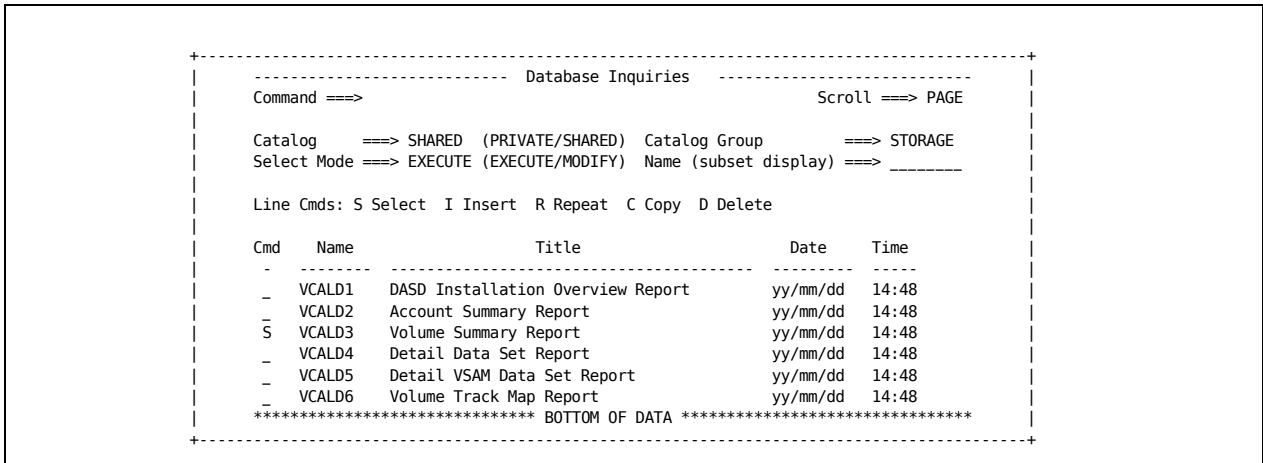 +-------------------------------------------------------------------------------------------+
| ---------------------------- Database Inquiries ---------------------------- |
| Command ===> Scroll ===> PAGE |
| |
| Catalog ===> SHARED (PRIVATE/SHARED) Catalog Group ===> STORAGE |
| Select Mode ===> EXECUTE (EXECUTE/MODIFY) Name (subset display) ===> ________ |
| |
| Line Cmds: S Select I Insert R Repeat C Copy D Delete |
| |
| Cmd Name Title Date Time |
| - -------- ---------------------------------------- --------- ----- |
| _ VCALD1 DASD Installation Overview Report yy/mm/dd 14:48 |
| _ VCALD2 Account Summary Report yy/mm/dd 14:48 |
| S VCALD3 Volume Summary Report yy/mm/dd 14:48 |
| _ VCALD4 Detail Data Set Report yy/mm/dd 14:48 |
| _ VCALD5 Detail VSAM Data Set Report yy/mm/dd 14:48 |
| _ VCALD6 Volume Track Map Report yy/mm/dd 14:48 |
| ******************************* BOTTOM OF DATA ******************************** |
+-------------------------------------------------------------------------------------------+